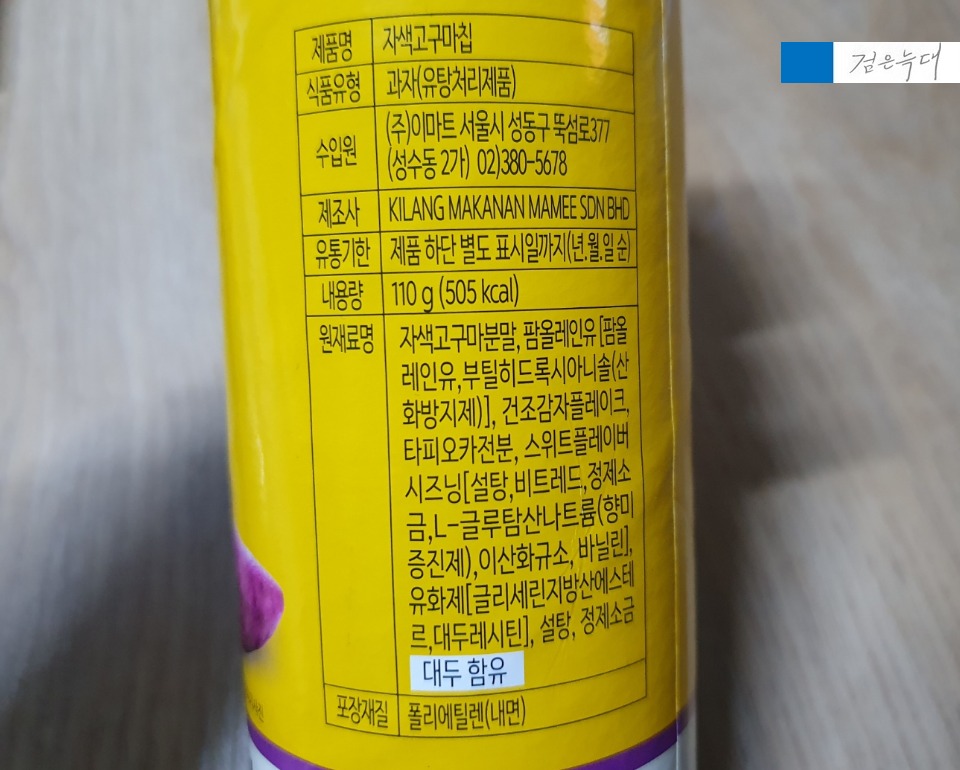 검은늑대
제품명 자색고구마칩
식품유형 과자(유탕처리제품)
수입원 (주)이마트 서울시 성동구 뚝섬로377
(성수동 2가) 02)380-5678
제조사 KILANG MAKANAN MAMEE SDN BHD
유통기한 제품 하단 별도 표시일까지(년.월.일 순)
내용량 110 g (505 kcal)
원재료명 자색고구마분말, 팜올레인유 [팜올
레인유,부틸히드록시아니솔(산
화방지제)], 건조감자플레이크,
타피오카전분, 스위트플레이버
시즈닝[설탕,비트레드,정제소
금,L-글루탐산나트륨(향미
증진제),이산화규소, 바닐린],
유화제[글리세린지방산에스테
르,대두레시틴], 설탕, 정제소금
대두 함유
포장재질 폴리에틸렌(내면)